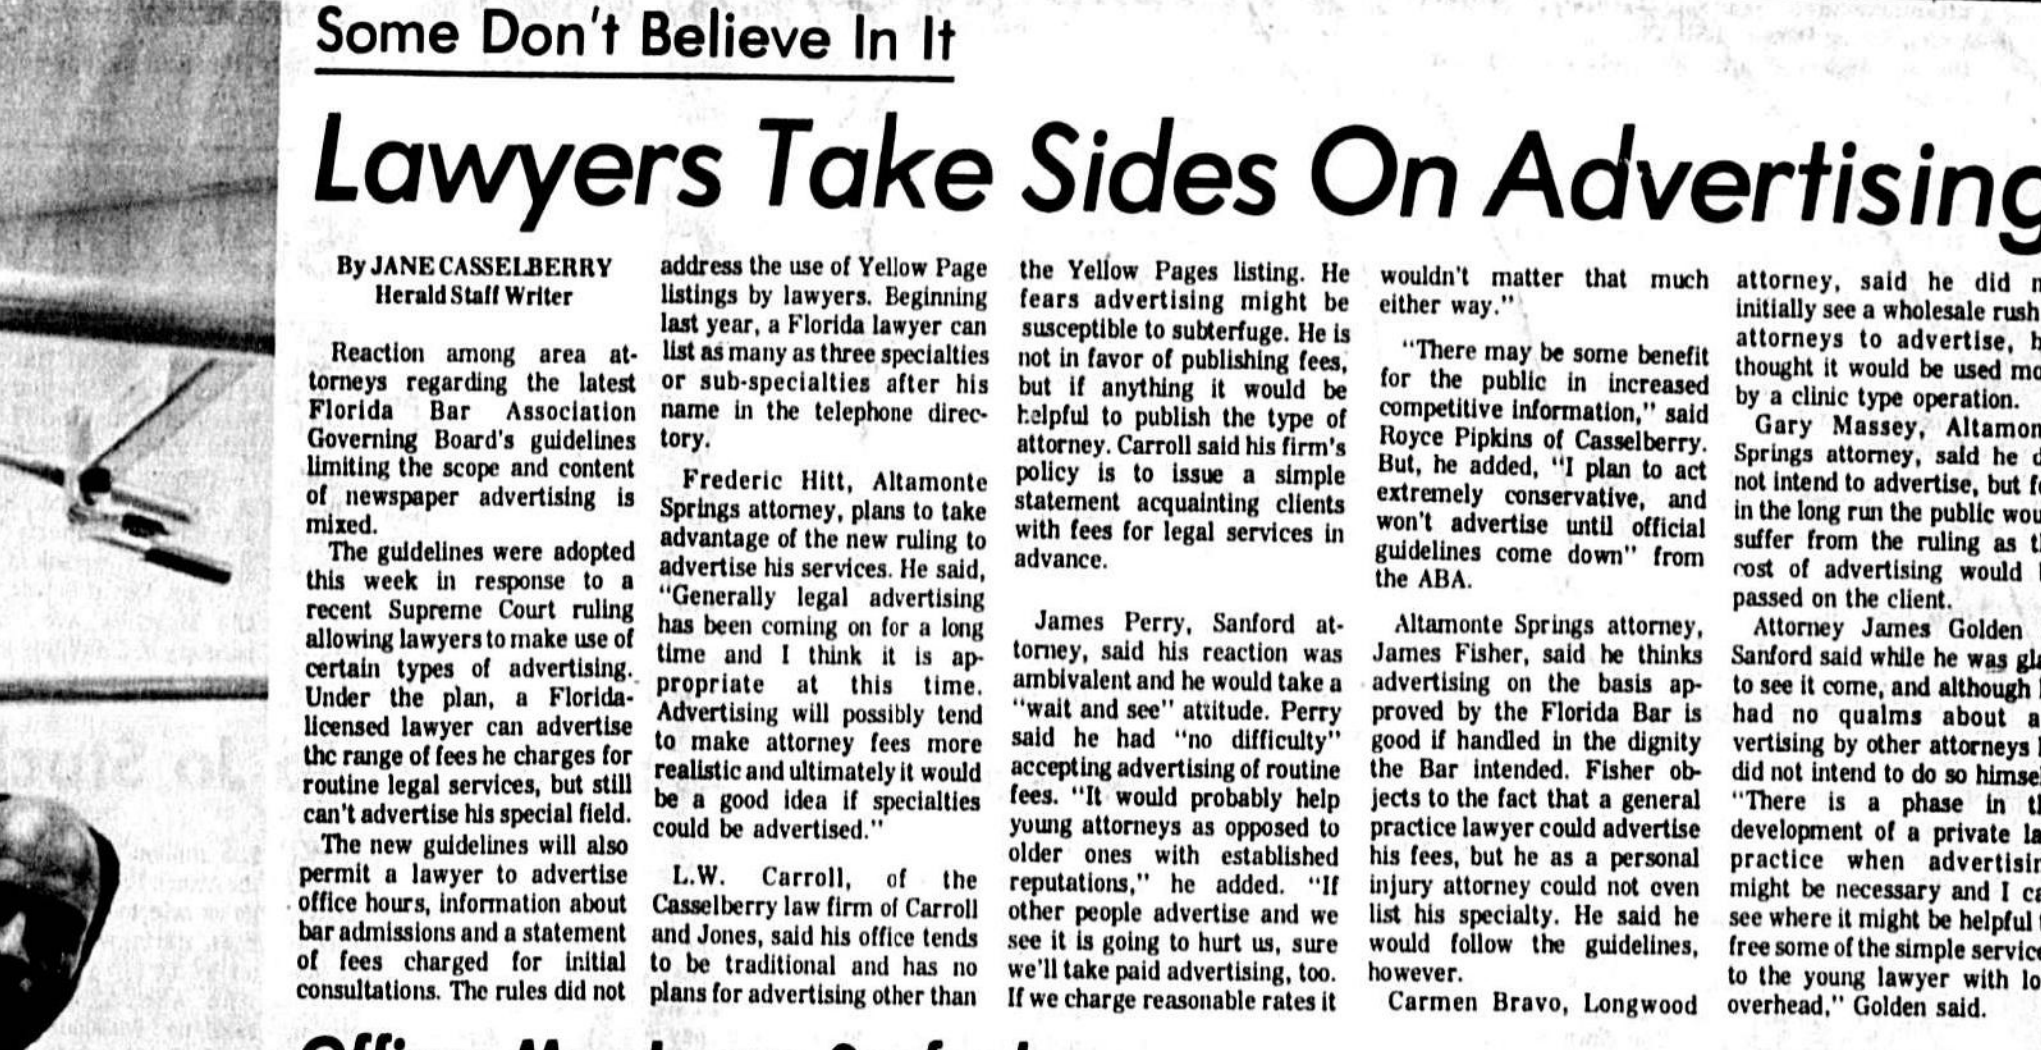 Some Don't Believe In It
Lawyers Take Sides On Advertising
By JANE CASSELBERRY
Herald Staff Writer
Reaction among area at-
torneys regarding the latest
Florida Bar Association
Governing Board's guidelines
limiting the scope and content
of newspaper advertising is
mixed.
The guidelines were adopted
this week in response to a
recent Supreme Court ruling
allowing lawyers to make use of
certain types of advertising.
Under the plan, a Florida-
licensed lawyer can advertise
the range of fees he charges for
routine legal services, but still
can't advertise his special field.
The new guidelines will also
permit a lawyer to advertise
office hours, information about
bar admissions and a statement
of fees charged for initial
consultations. The rules did not
address the use of Yellow Page
listings by lawyers. Beginning
last year, a Florida lawyer can
list as many as three specialties
or sub-specialties after his
name in the telephone direc-
tory.
Frederic Hitt, Altamonte
Springs attorney, plans to take
advantage of the new ruling to
advertise his services. He said,
"Generally legal advertising
has been coming on for a long
time and I think it is ap-
propriate at this time.
Advertising will possibly tend
to make attorney fees more
realistic and ultimately it would
be a good idea if specialties
could be advertised."
L.W. Carroll, of the
Casselberry law firm of Carroll
and Jones, said his office tends
to be traditional and has no
plans for advertising other than
the Yellow Pages listing. He
fears advertising might be
susceptible to subterfuge. He is
not in favor of publishing fees,
but if anything it would be
helpful to publish the type of
attorney. Carroll said his firm's
policy is to issue a simple
statement acquainting clients
with fees for legal services in
advance.
James Perry, Sanford at-
torney, said his reaction was
ambivalent and he would take a
"wait and see" attitude. Perry
said he had "no difficulty"
accepting advertising of routine
fees. "It would probably help
young attorneys as opposed to
older ones with established
reputations," he added. "If
other people advertise and we
see it is going to hurt us, sure
we'll take paid advertising, too.
If we charge reasonable rates it
wouldn't matter that much
either way."
"There may be some benefit
for the public in increased
competitive information," said
Royce Pipkins of Casselberry.
But, he added, "I plan to act
extremely conservative, and
won't advertise until official
guidelines come down" from
the ABA.
Altamonte Springs attorney,
James Fisher, said he thinks
advertising on the basis ap-
proved by the Florida Bar is
good if handled in the dignity
the Bar intended. Fisher ob-
jects to the fact that a general
practice lawyer could advertise
his fees, but he as a personal
injury attorney could not even
list his specialty. He said he
would follow the guidelines,
however.
Carmen Bravo, Longwood
attorney, said he did
initially see a wholesale rush
attorneys to advertise,
thought it would be used
by a clinic type operation.
Gary Massey, Altamon
Springs attorney, said he
not intend to advertise, but
in the long run the public wou
suffer from the ruling as
cost of advertising would
passed on the client.
Attorney James Golden
Sanford said while he was gla
to see it come, and although
had no qualms about a
vertising by other attorneys
did not intend to do so himse
"There is a phase in
development of a private la
practice when advertisin
might be necessary and I ca
see where it might be helpful
free some of the simple service
to the young lawyer with lo
overhead," Golden said.